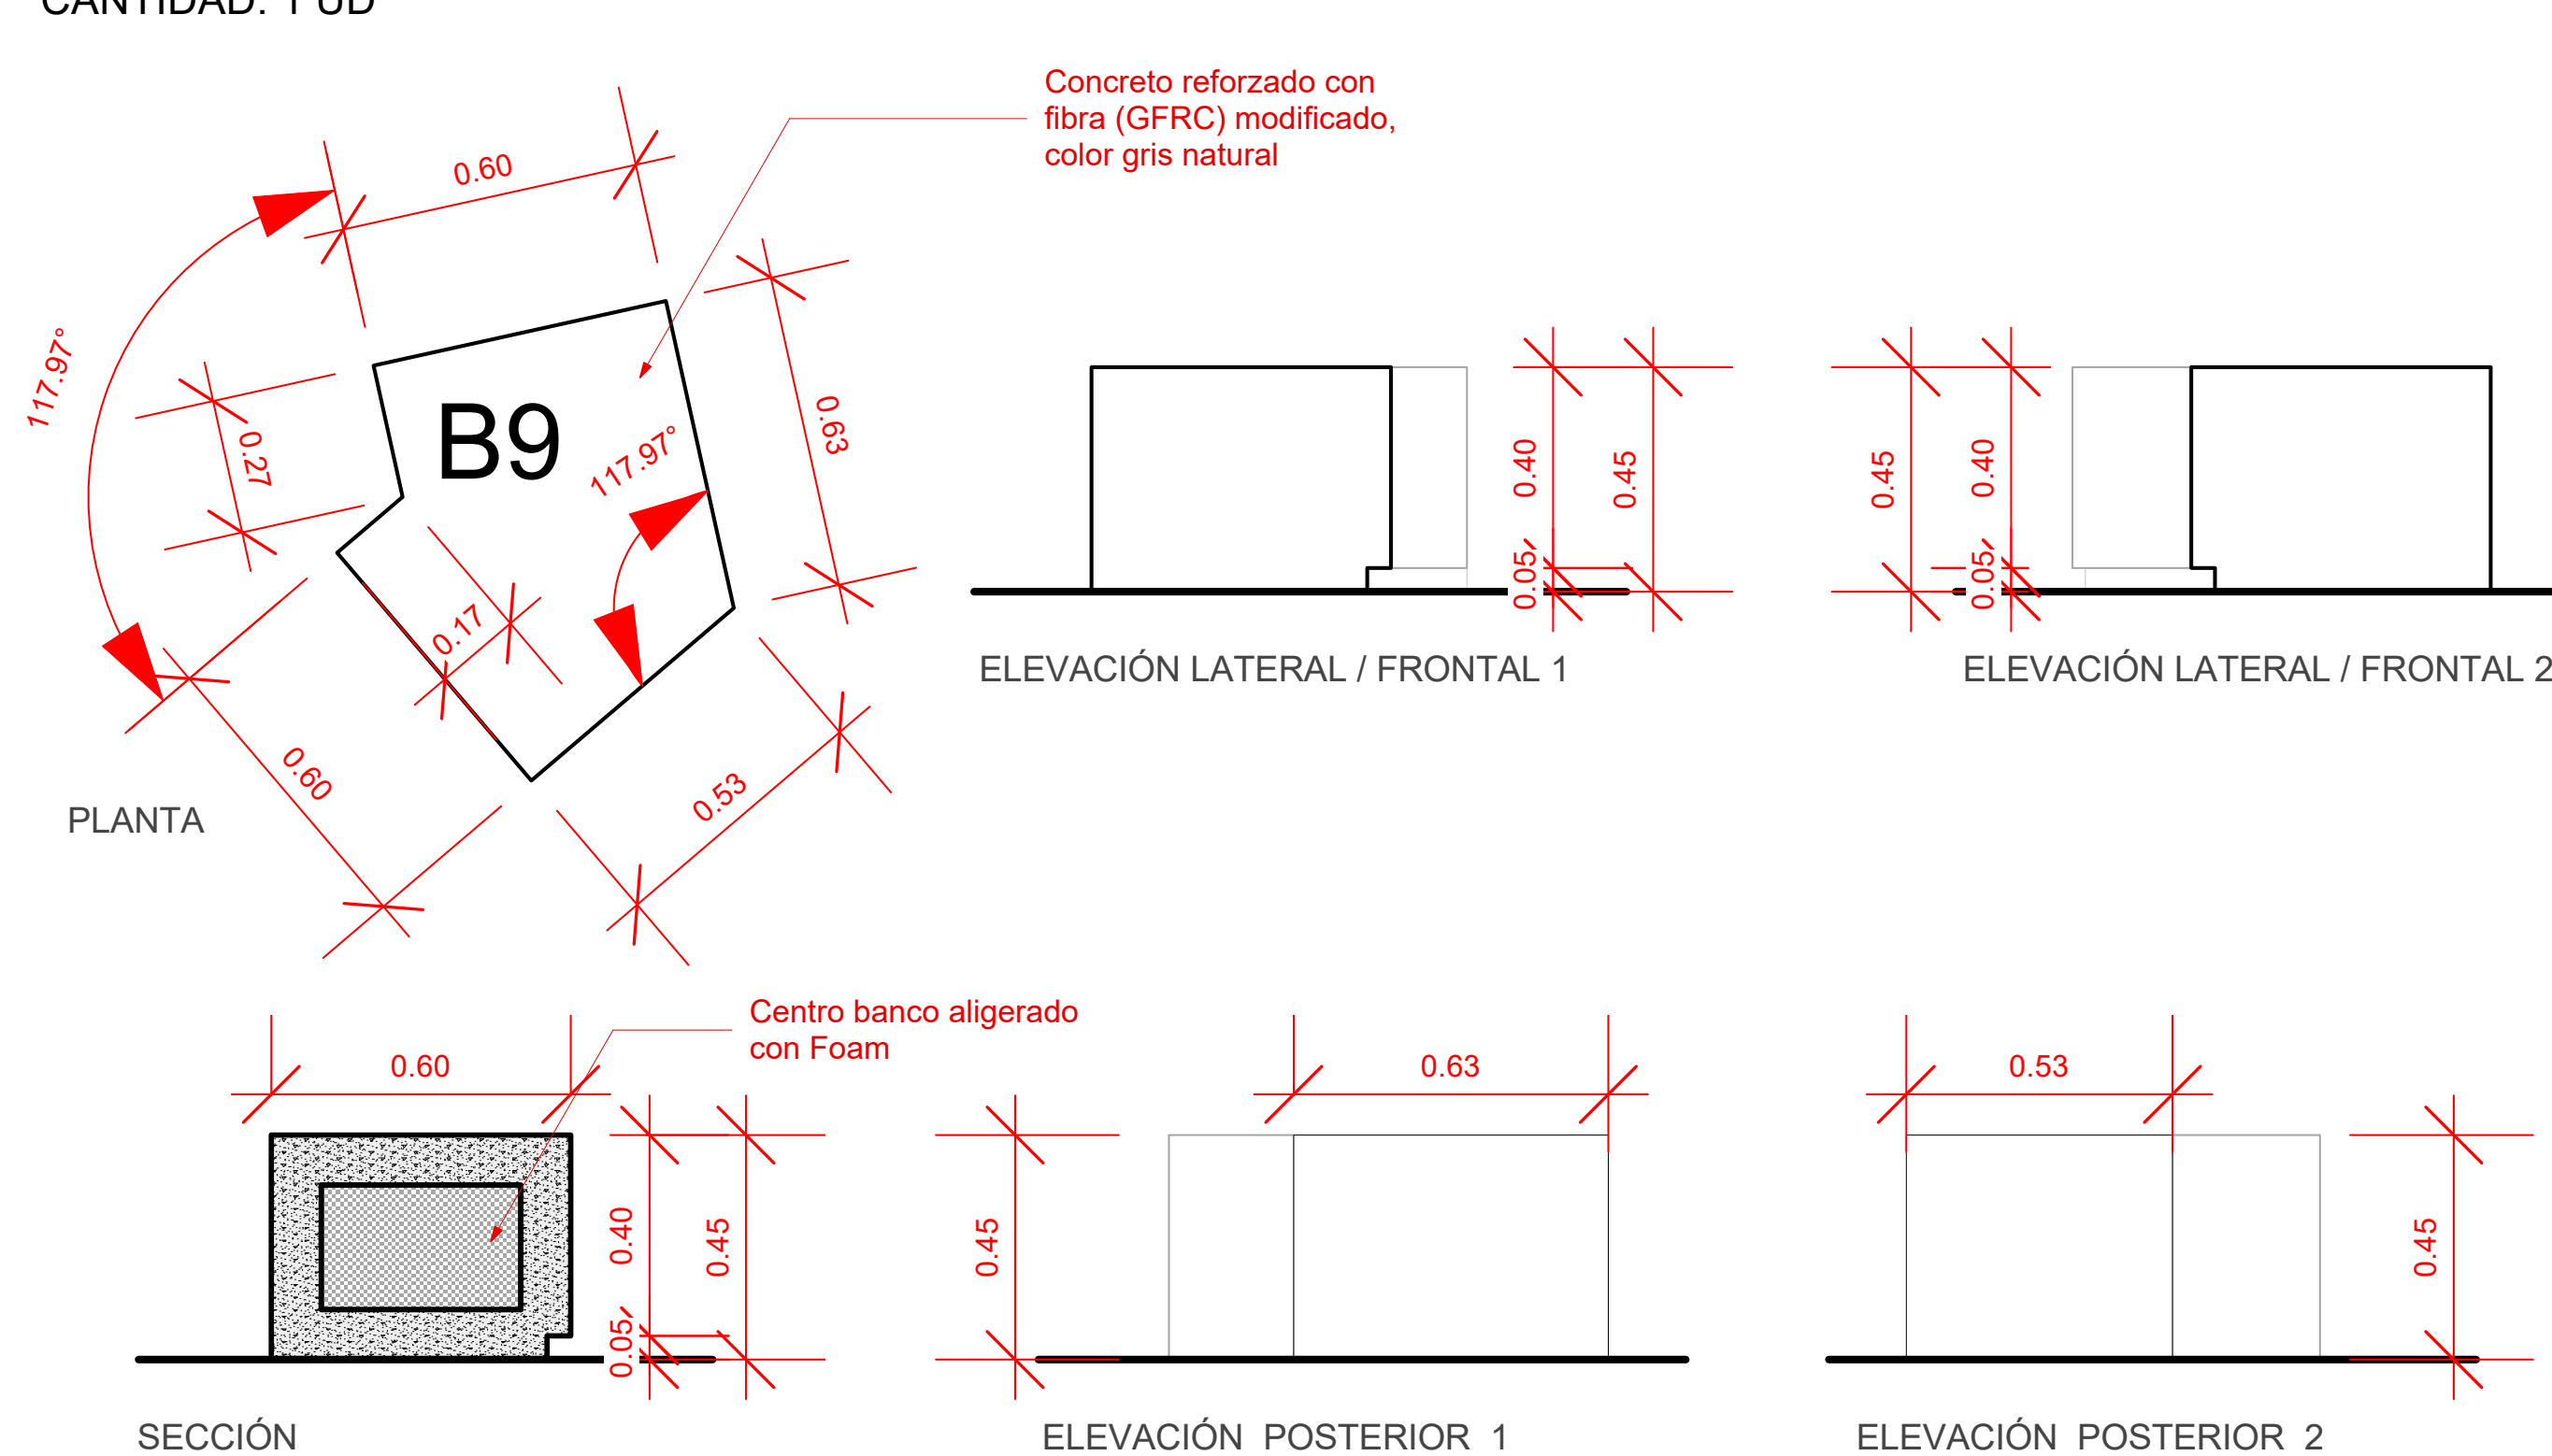 CANTIDAD: 1 UD
Concreto reforzado con
fibra (GFRC) modificado,
color gris natural
0.60
117.97°
0.27
B9
117.97°
0.63
0.17
0.60
0.53
PLANTA
0.40
0.45
0.05
ELEVACIÓN LATERAL / FRONTAL 1
0.45
0.40
0.05
ELEVACIÓN LATERAL / FRONTAL 2
Centro banco aligerado
con Foam
0.60
0.40
0.45
0.05
SECCIÓN
0.63
0.45
ELEVACIÓN POSTERIOR 1
0.53
0.45
ELEVACIÓN POSTERIOR 2